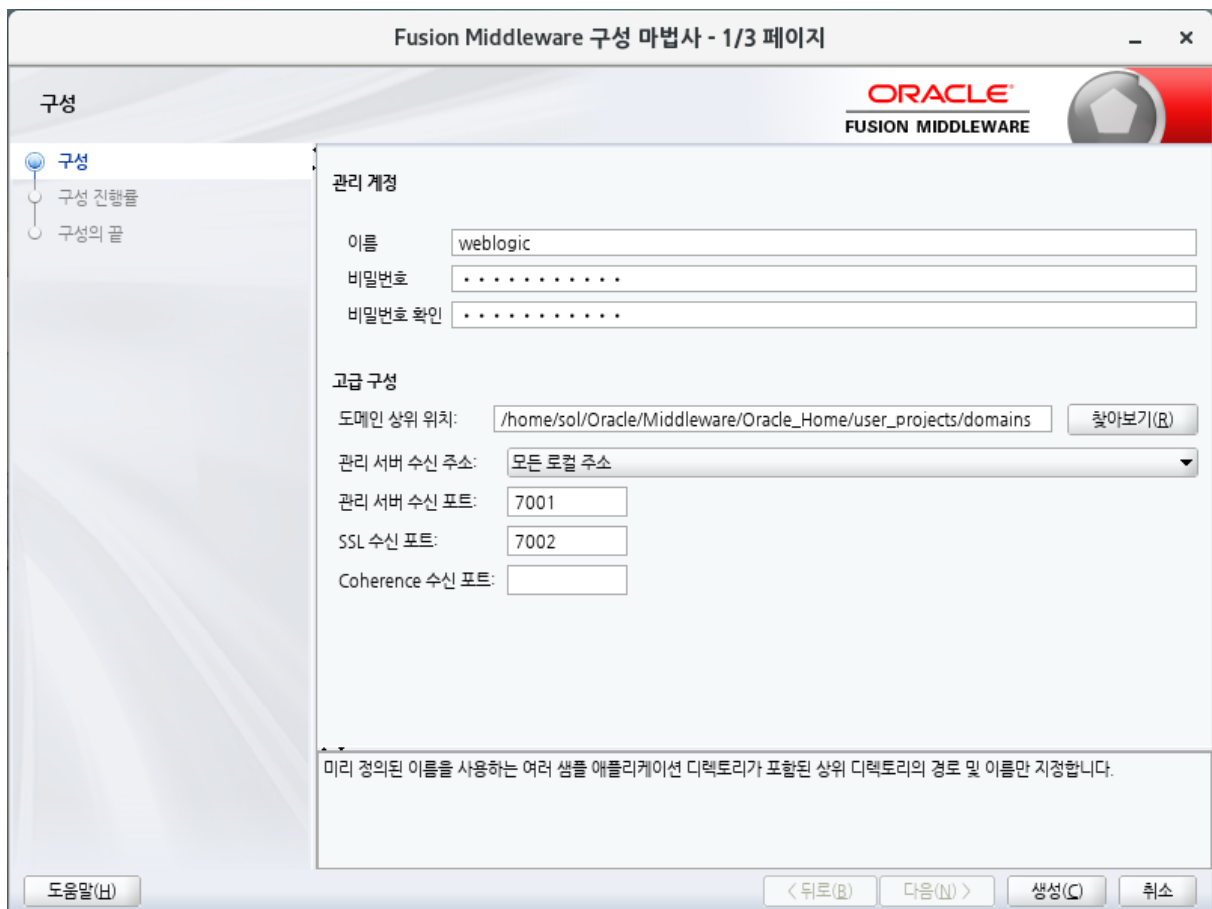 Fusion Middleware 구성 마법사 - 1/3 페이지
구성
ORACLE
FUSION MIDDLEWARE
구성
구성 진행률
구성의 끝
관리 계정
이름 weblogic
비밀번호 • • • • • • • • • • •
비밀번호 확인 • • • • • • • • • • •
고급 구성
도메인 상위 위치: /home/sol/Oracle/Middleware/Oracle_Home/user_projects/domains 찾아보기(R)
관리 서버 수신 주소: 모든 로컬 주소
관리 서버 수신 포트: 7001
SSL 수신 포트: 7002
Coherence 수신 포트:
미리 정의된 이름을 사용하는 여러 샘플 애플리케이션 디렉토리가 포함된 상위 디렉토리의 경로 및 이름만 지정합니다.
도움말(H) < 뒤로(B) 다음(N) > 생성(C) 취소